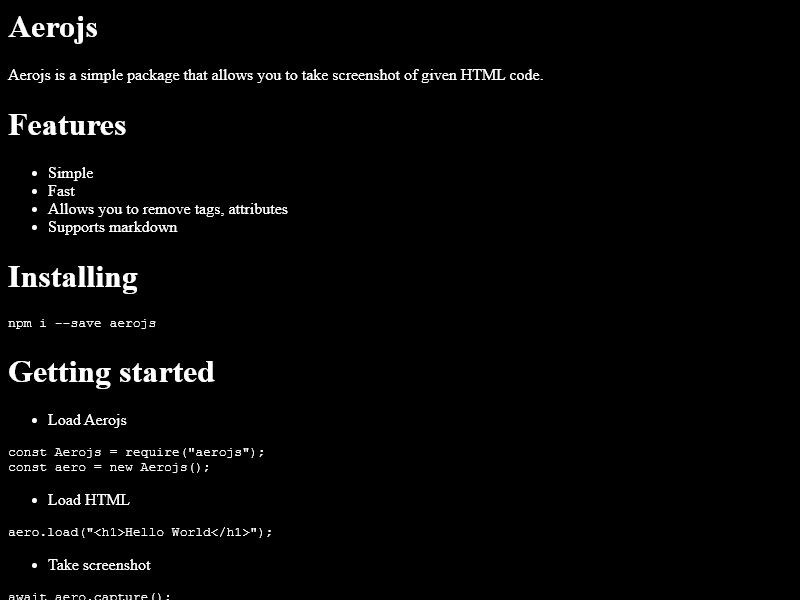 Aerojs
Aerojs is a simple package that allows you to take screenshot of given HTML code.
Features
• Simple
• Fast
• Allows you to remove tags, attributes
• Supports markdown
Installing
npm i --save aerojs
Getting started
• Load Aerojs
const Aerojs = require("aerojs");
const aero = new Aerojs();
• Load HTML
aero.load("<h1>Hello World</h1>");
• Take screenshot
await aero.capture();